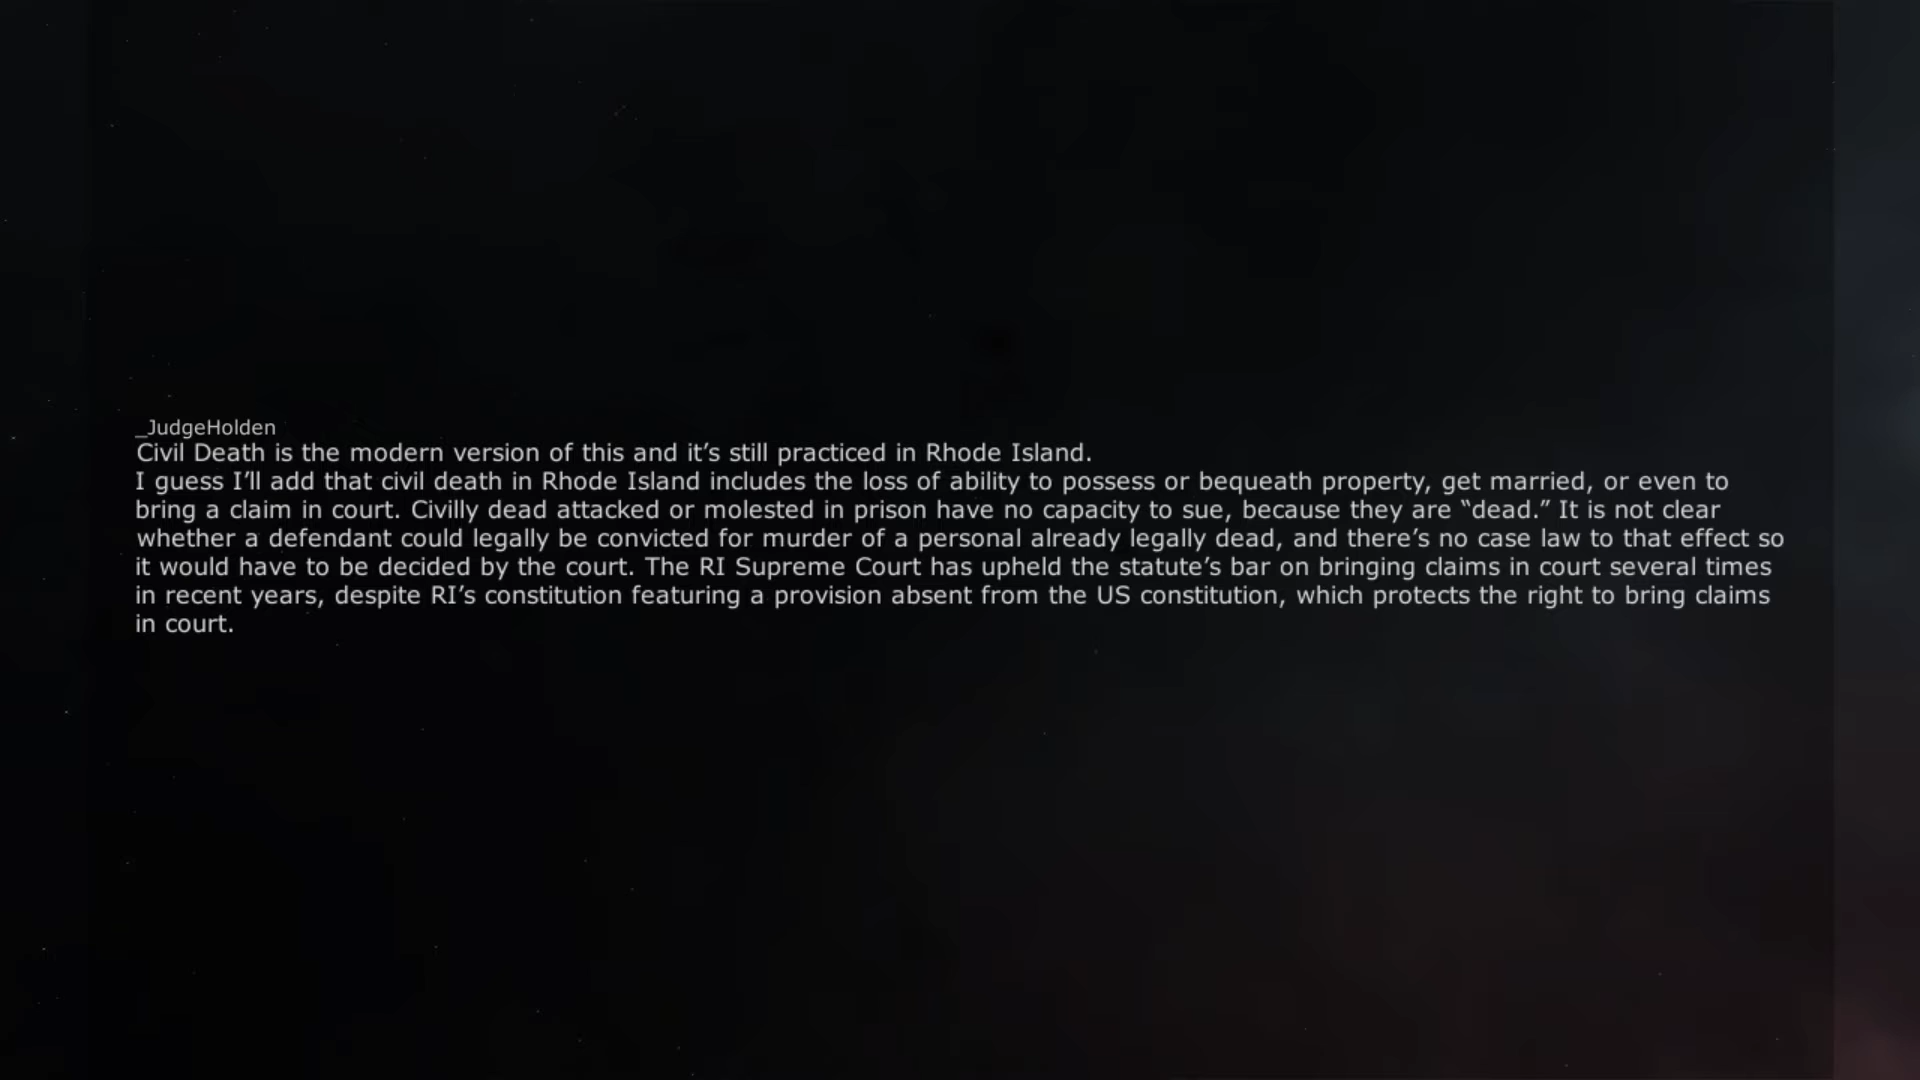 _JudgeHolden
Civil Death is the modern version of this and it’s still practiced in Rhode Island.
I guess I’ll add that civil death in Rhode Island includes the loss of ability to possess or bequeath property, get married, or even to
bring a claim in court. Civilly dead attacked or molested in prison have no capacity to sue, because they are “dead.” It is not clear
whether a defendant could legally be convicted for murder of a personal already legally dead, and there’s no case law to that effect so
it would have to be decided by the court. The RI Supreme Court has upheld the statute’s bar on bringing claims in court several times
in recent years, despite RI’s constitution featuring a provision absent from the US constitution, which protects the right to bring claims
in court.